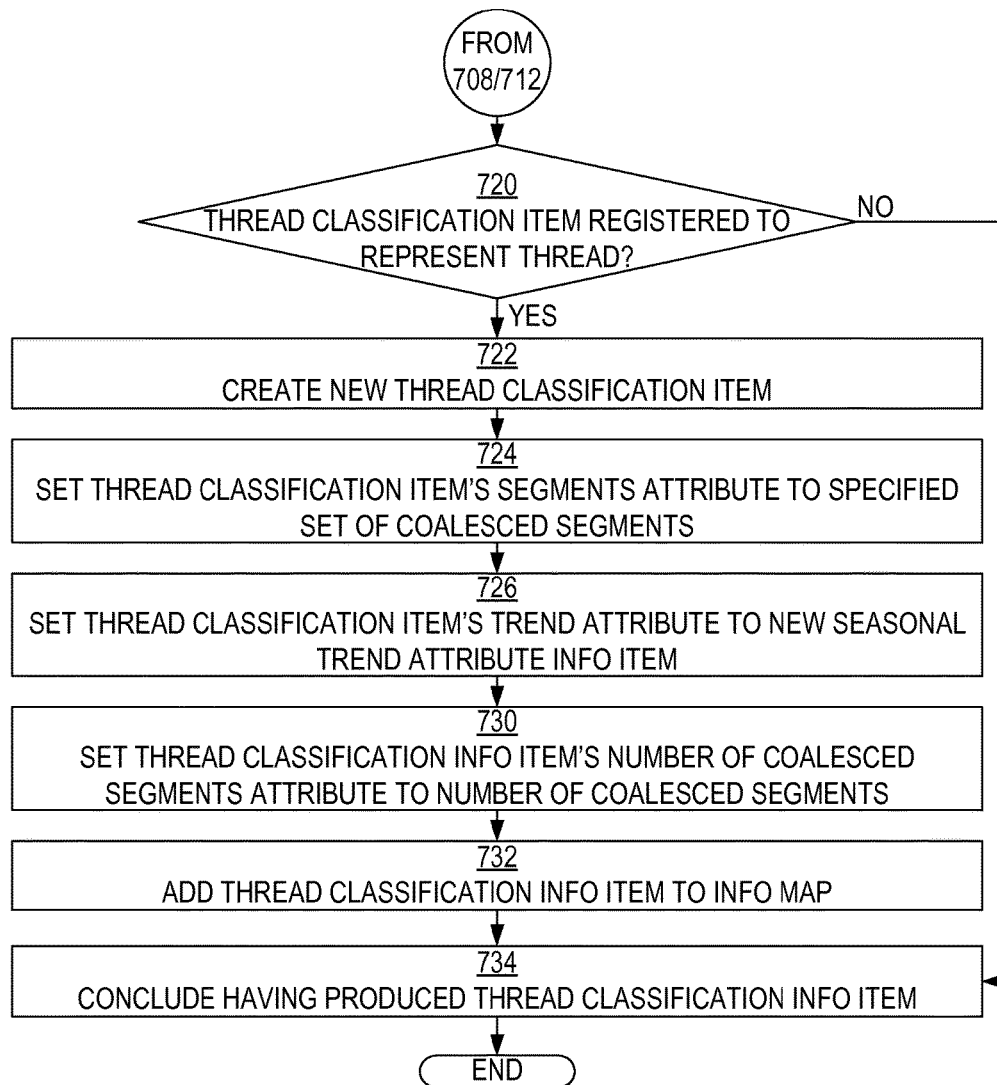 FROM
708/712
720
THREAD CLASSIFICATION ITEM REGISTERED TO
REPRESENT THREAD?
NO
YES
722
CREATE NEW THREAD CLASSIFICATION ITEM
724
SET THREAD CLASSIFICATION ITEM'S SEGMENTS ATTRIBUTE TO SPECIFIED
SET OF COALESCED SEGMENTS
726
SET THREAD CLASSIFICATION ITEM'S TREND ATTRIBUTE TO NEW SEASONAL
TREND ATTRIBUTE INFO ITEM
730
SET THREAD CLASSIFICATION INFO ITEM'S NUMBER OF COALESCED
SEGMENTS ATTRIBUTE TO NUMBER OF COALESCED SEGMENTS
732
ADD THREAD CLASSIFICATION INFO ITEM TO INFO MAP
734
CONCLUDE HAVING PRODUCED THREAD CLASSIFICATION INFO ITEM
END